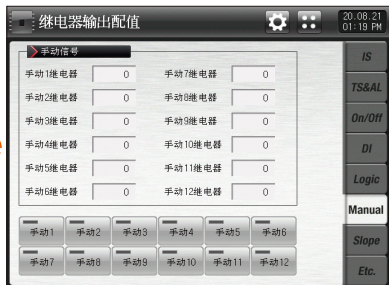 继电器输出配值
20.08.21
01:19 PM
手动信号
手动1继电器 0 手动7继电器 0
手动2继电器 0 手动8继电器 0
手动3继电器 0 手动9继电器 0
手动4继电器 0 手动10继电器 0
手动5继电器 0 手动11继电器 0
手动6继电器 0 手动12继电器 0
手动1 手动2 手动3 手动4 手动5 手动6
手动7 手动8 手动9 手动10 手动11 手动12
IS
TS&AL
On/Off
DI
Logic
Manual
Slope
Etc.